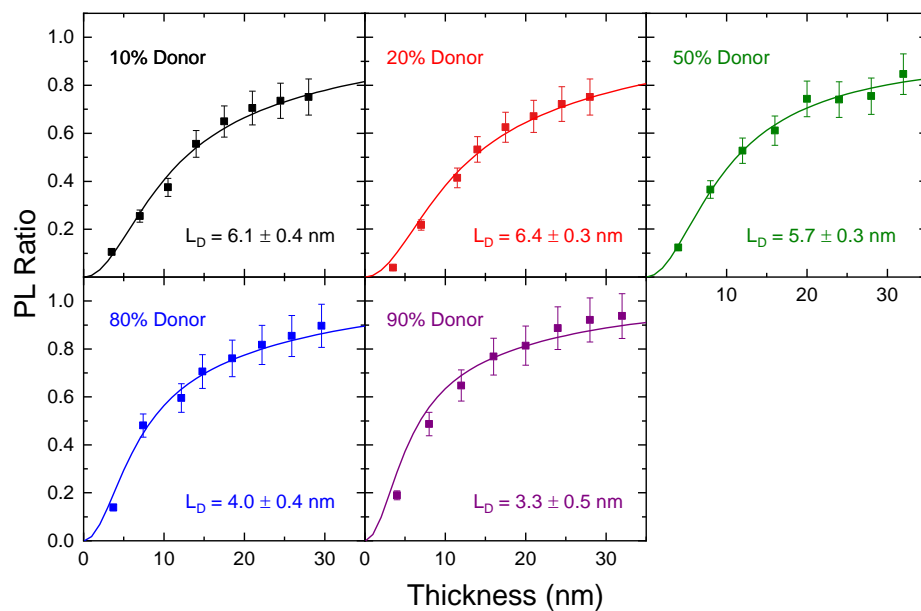 1.0
0.8
0.6
0.4
0.2
10% Donor
L_D = 6.1 ± 0.4 nm
20% Donor
L_D = 6.4 ± 0.3 nm
50% Donor
L_D = 5.7 ± 0.3 nm
10 20 30
PL Ratio
1.0
0.8
0.6
0.4
0.2
0.0
80% Donor
L_D = 4.0 ± 0.4 nm
90% Donor
L_D = 3.3 ± 0.5 nm
0 10 20 30 0 10 20 30
Thickness (nm)